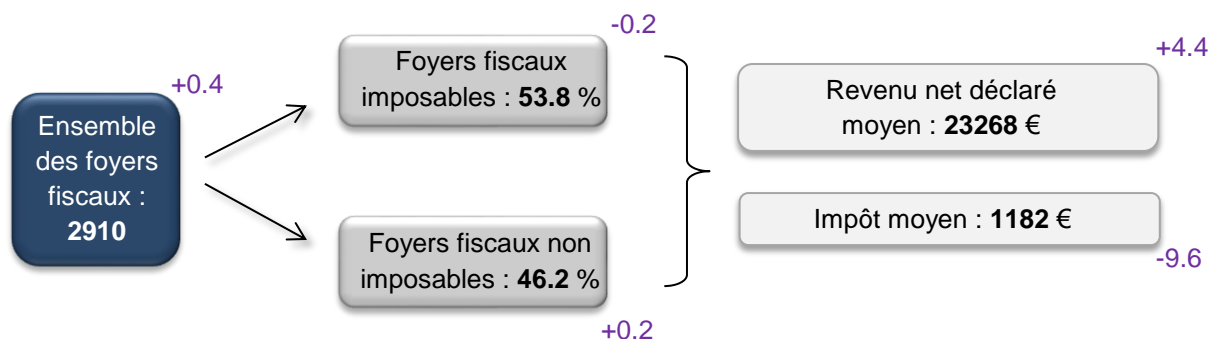 +0.4
Ensemble
des foyers
fiscaux :
2910
-0.2
Foyers fiscaux
imposables : 53.8 %
Foyers fiscaux non
imposables : 46.2 %
+0.2
+4.4
Revenu net déclaré
moyen : 23268 €
Impôt moyen : 1182 €
-9.6